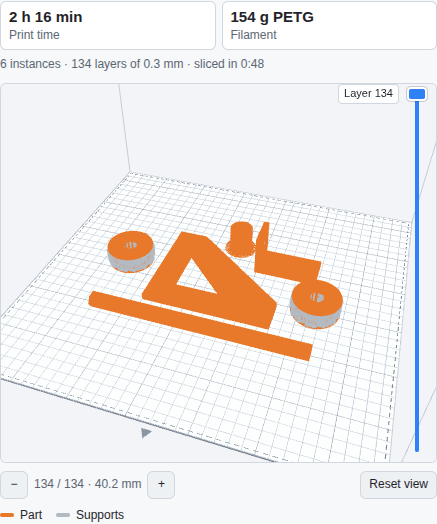 2 h 16 min
Print time
154 g PETG
Filament
6 instances · 134 layers of 0.3 mm · sliced in 0:48
Layer 134
−
134 / 134 · 40.2 mm
+
Reset view
Part
Supports